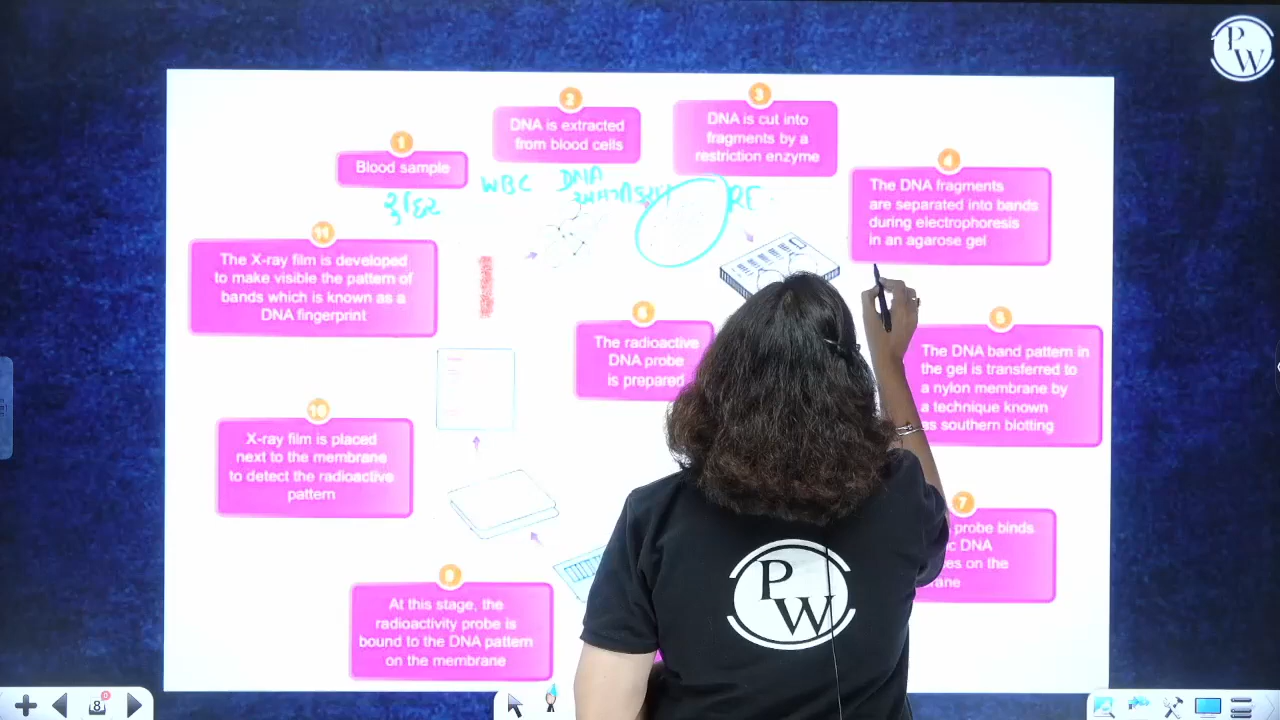 P
W
1
Blood sample
2
DNA is extracted
from blood cells
3
DNA is cut into
fragments by a
restriction enzyme
4
The DNA fragments
are separated into bands
during electrophoresis
in an agarose gel
WBC DNA
11
The X-ray film is developed
to make visible the pattern of
bands which is known as a
DNA fingerprint
6
The radioactive
DNA probe
is prepared
5
The DNA band pattern in
the gel is transferred to
a nylon membrane by
a technique known
as southern blotting
10
X-ray film is placed
next to the membrane
to detect the radioactive
pattern
7
probe binds
DNA
on the
At this stage, the
radioactivity probe is
bound to the DNA pattern
on the membrane
P
W
8